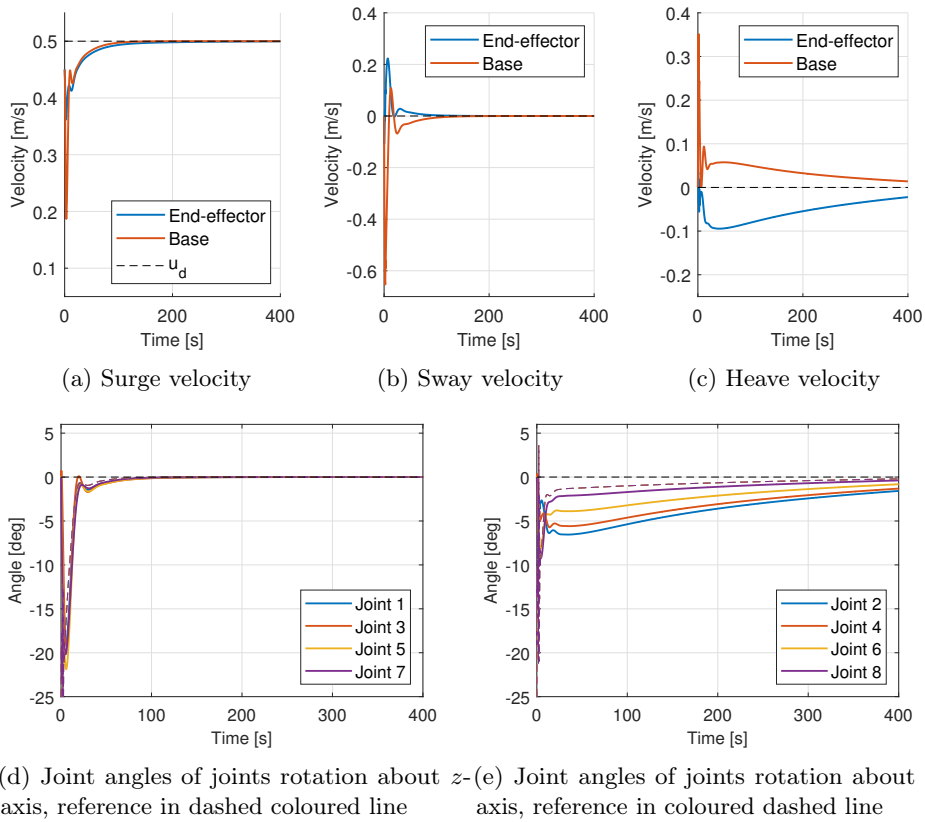 Velocity [m/s]
0.5
0.4
0.3
0.2
0.1
End-effector
Base
u_d
0
200
400
Time [s]
(a) Surge velocity
Velocity [m/s]
0.4
0.2
0
-0.2
-0.4
-0.6
End-effector
Base
0
200
400
Time [s]
(b) Sway velocity
Velocity [m/s]
0.4
0.3
0.2
0.1
0
-0.1
-0.2
End-effector
Base
0
200
400
Time [s]
(c) Heave velocity
Angle [deg]
5
0
-5
-10
-15
-20
-25
Joint 1
Joint 3
Joint 5
Joint 7
0
100
200
300
400
Time [s]
(d) Joint angles of joints rotation about z-
axis, reference in dashed coloured line
Angle [deg]
5
0
-5
-10
-15
-20
-25
Joint 2
Joint 4
Joint 6
Joint 8
0
100
200
300
400
Time [s]
(e) Joint angles of joints rotation about
axis, reference in coloured dashed line